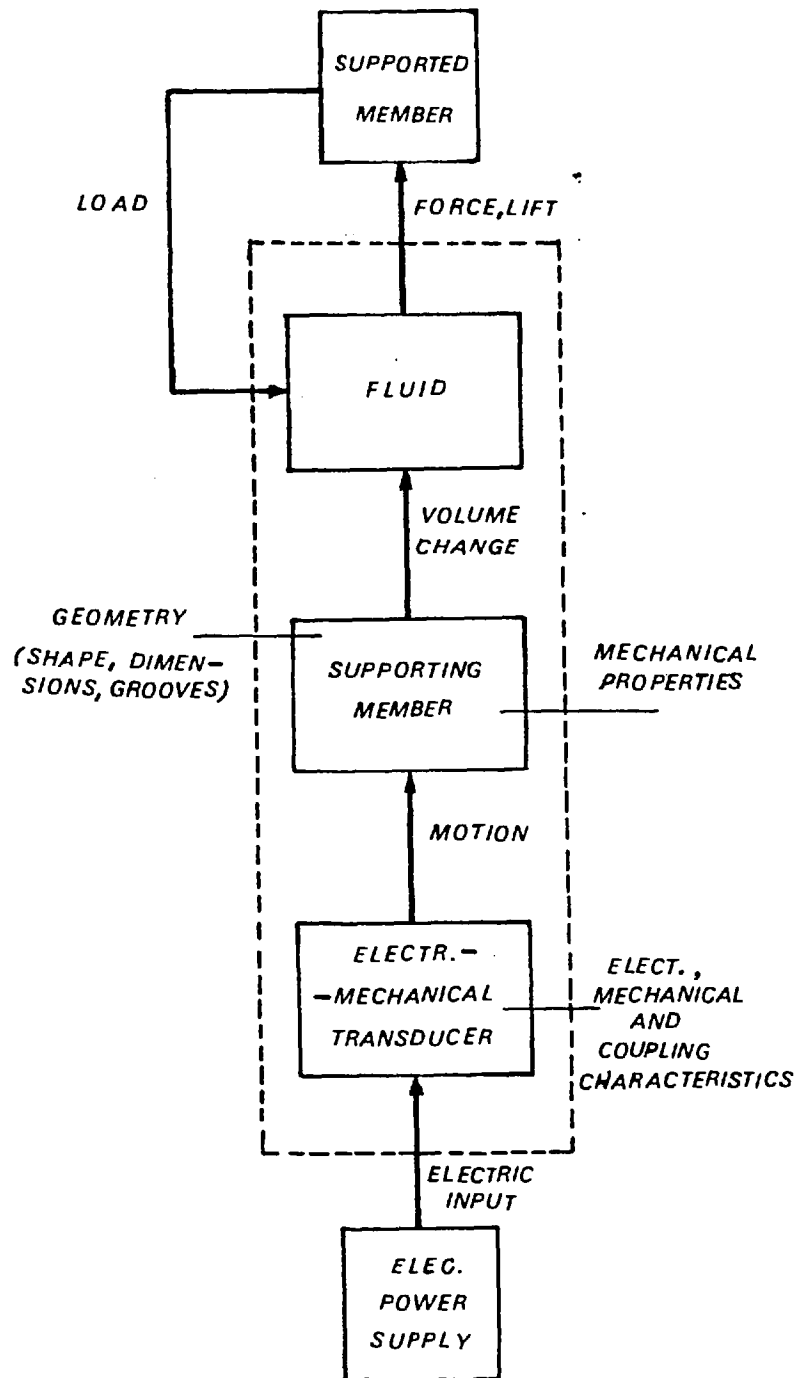 SUPPORTED
MEMBER
LOAD
FORCE, LIFT
FLUID
VOLUME
CHANGE
GEOMETRY
(SHAPE, DIMEN-
SIONS, GROOVES)
SUPPORTING
MEMBER
MECHANICAL
PROPERTIES
MOTION
ELECTR.-
-MECHANICAL
TRANSDUCER
ELECT.,
MECHANICAL
AND
COUPLING
CHARACTERISTICS
ELECTRIC
INPUT
ELEC.
POWER
SUPPLY